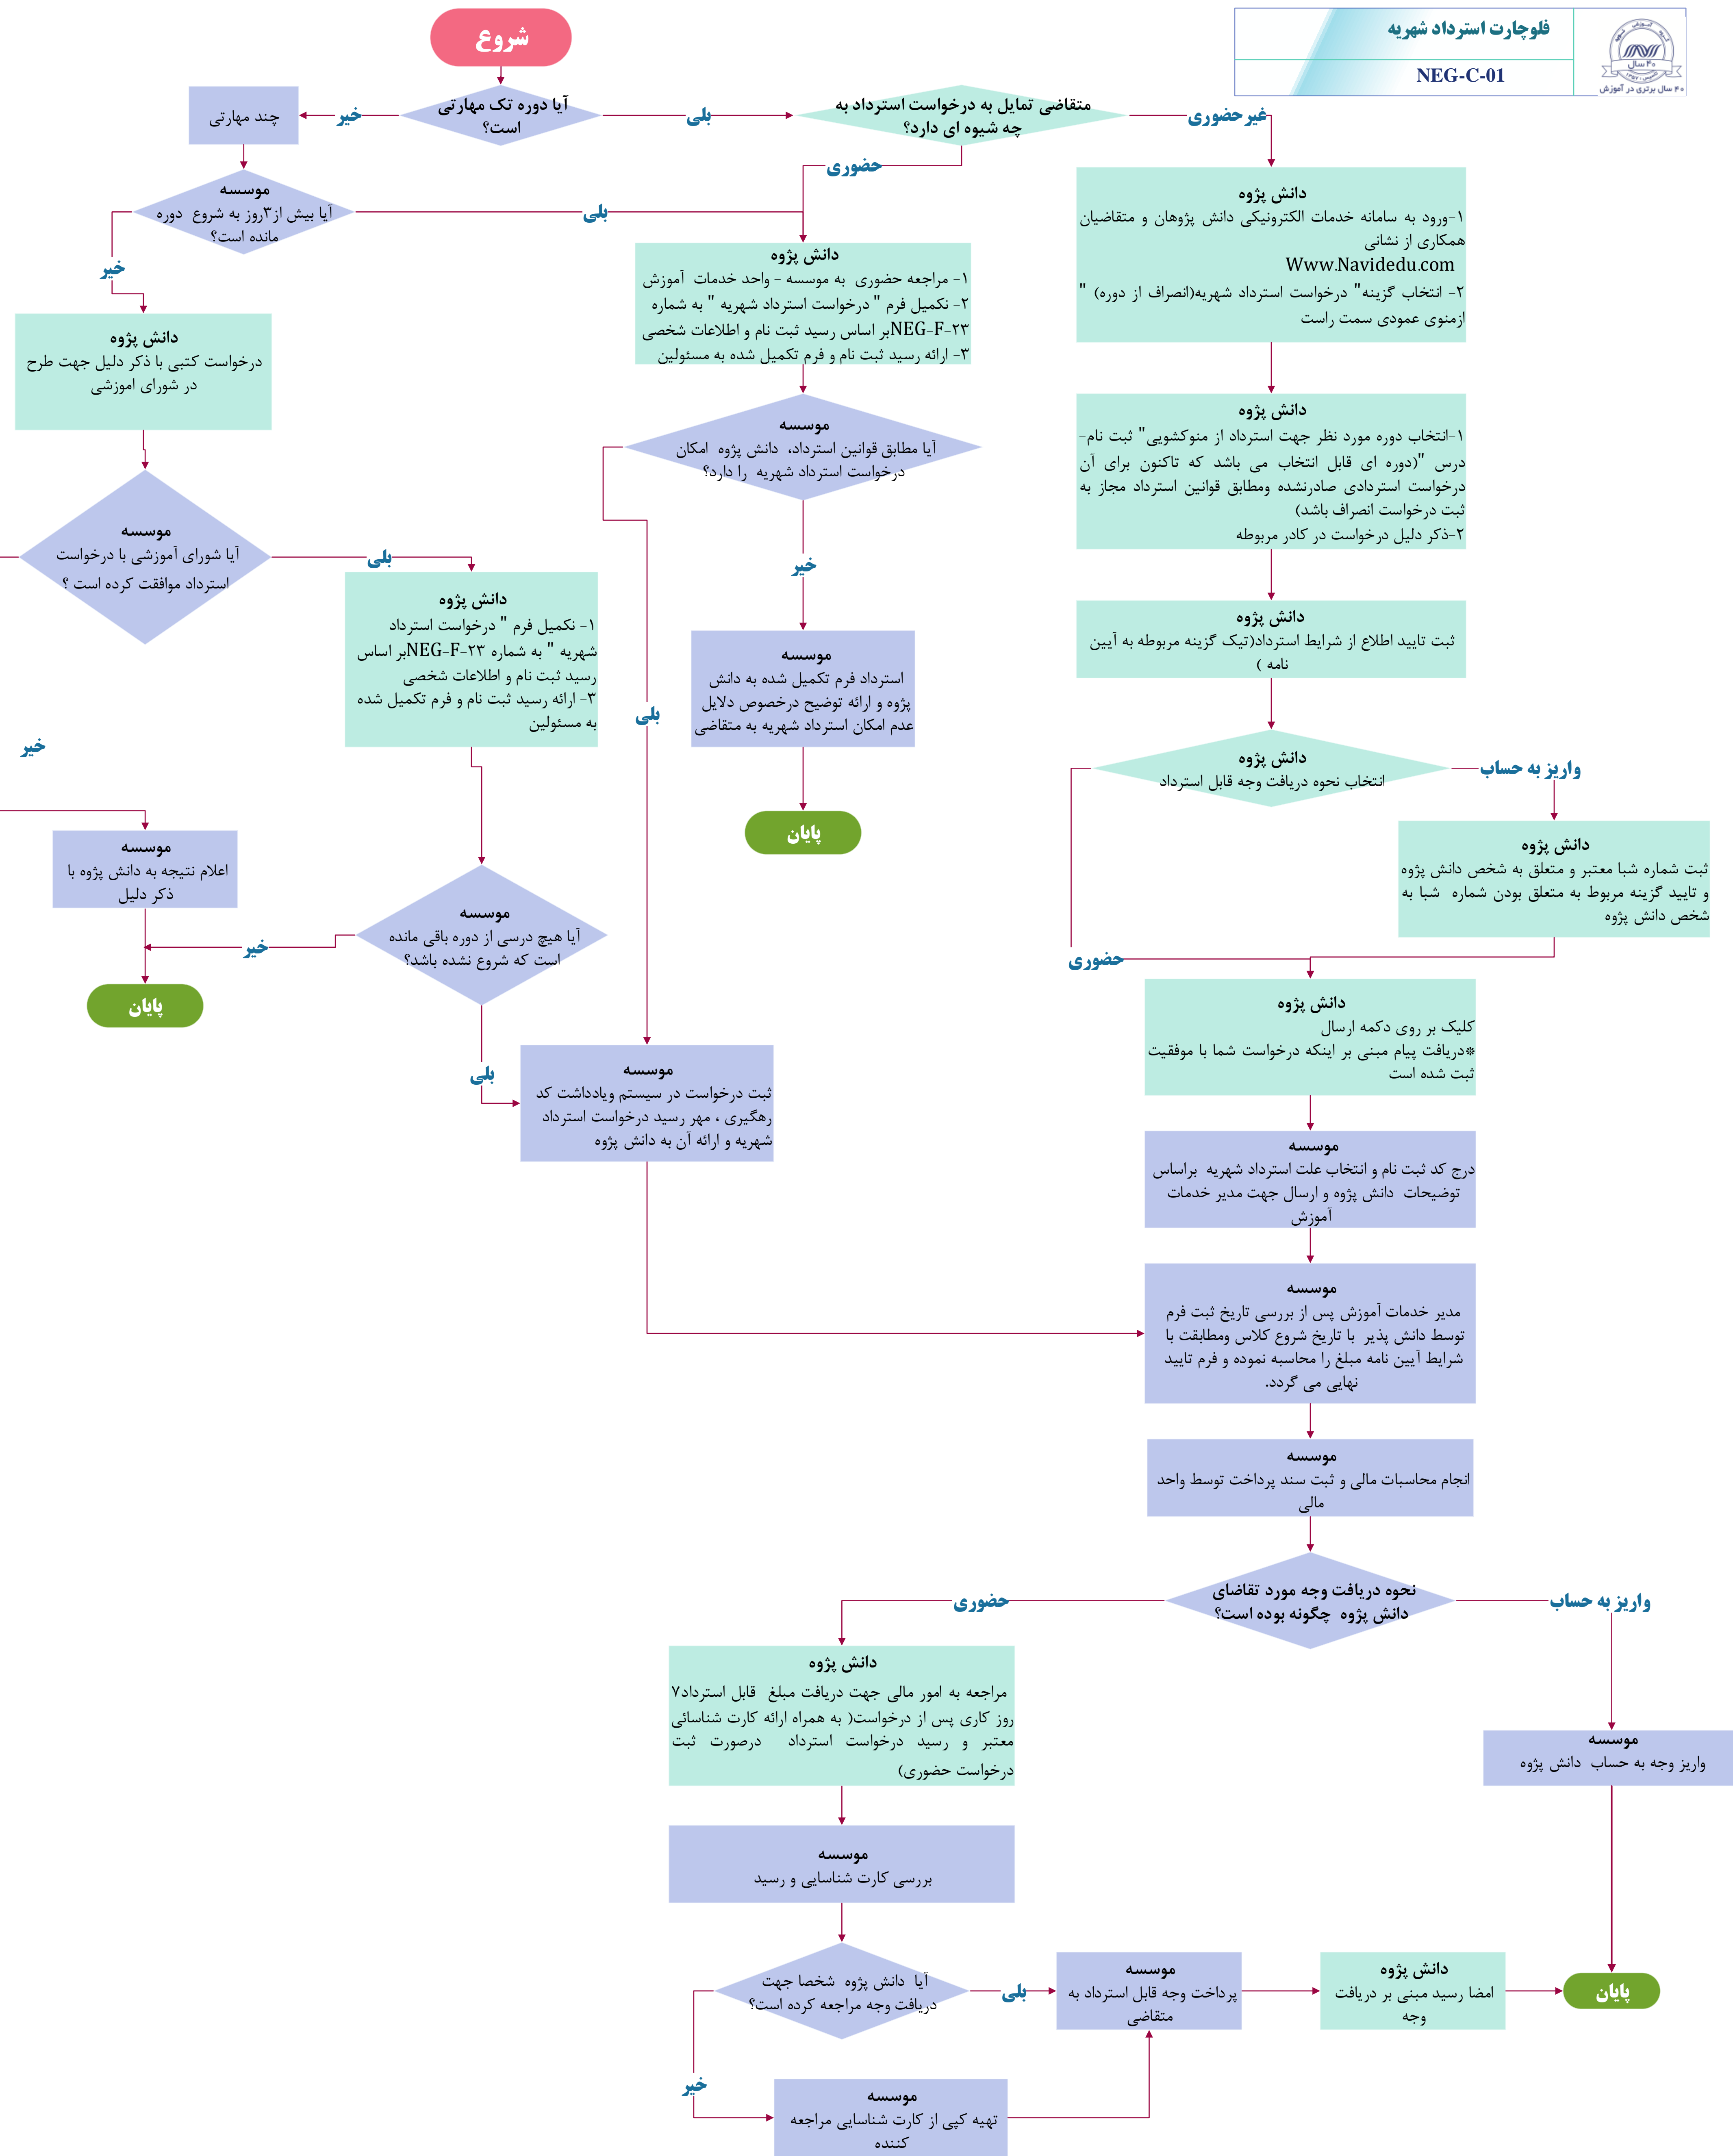 فلوچارت استرداد شهریه
NEG-C-01
۴۰ سال
۴۰ سال برتری در آموزش
شروع
آیا دوره تک مهارتی
است؟
خیر
بلی
چند مهارتی
متقاضی تمایل به درخواست استرداد به
چه شیوه ای دارد؟
غیرحضوری
حضوری
موسسه
آیا بیش از۳روز به شروع دوره
مانده است؟
بلی
خیر
دانش پژوه
۱-ورود به سامانه خدمات الکترونیکی دانش پژوهان و متقاضیان
همکاری از نشانی
Www.Navidedu.com
۲- انتخاب گزینه" درخواست استرداد شهریه(انصراف از دوره) "
ازمنوی عمودی سمت راست
دانش پژوه
۱- مراجعه حضوری به موسسه - واحد خدمات آموزش
۲- نکمیل فرم " درخواست استرداد شهریه " به شماره
NEG-F-۲۳بر اساس رسید ثبت نام و اطلاعات شخصی
۳- ارائه رسید ثبت نام و فرم تکمیل شده به مسئولین
دانش پژوه
درخواست کتبی با ذکر دلیل جهت طرح
در شورای اموزشی
موسسه
آیا مطابق قوانین استرداد، دانش پژوه امکان
درخواست استرداد شهریه را دارد؟
خیر
بلی
دانش پژوه
۱-انتخاب دوره مورد نظر جهت استرداد از منوکشویی" ثبت نام-
درس "(دوره ای قابل انتخاب می باشد که تاکنون برای آن
درخواست استردادی صادرنشده ومطابق قوانین استرداد مجاز به
ثبت درخواست انصراف باشد)
۲-ذکر دلیل درخواست در کادر مربوطه
موسسه
آیا شورای آموزشی با درخواست
استرداد موافقت کرده است ؟
بلی
خیر
دانش پژوه
۱- نکمیل فرم " درخواست استرداد
شهریه " به شماره NEG-F-۲۳بر اساس
رسید ثبت نام و اطلاعات شخصی
۳- ارائه رسید ثبت نام و فرم تکمیل شده
به مسئولین
موسسه
استرداد فرم تکمیل شده به دانش
پژوه و ارائه توضیح درخصوص دلایل
عدم امکان استرداد شهریه به متقاضی
پایان
دانش پژوه
ثبت تایید اطلاع از شرایط استرداد(تیک گزینه مربوطه به آیین
نامه )
دانش پژوه
انتخاب نحوه دریافت وجه قابل استرداد
واریز به حساب
حضوری
دانش پژوه
ثبت شماره شبا معتبر و متعلق به شخص دانش پژوه
و تایید گزینه مربوط به متعلق بودن شماره شبا به
شخص دانش پژوه
موسسه
اعلام نتیجه به دانش پژوه با
ذکر دلیل
پایان
موسسه
آیا هیچ درسی از دوره باقی مانده
است که شروع نشده باشد؟
خیر
بلی
دانش پژوه
کلیک بر روی دکمه ارسال
*دریافت پیام مبنی بر اینکه درخواست شما با موفقیت
ثبت شده است
موسسه
ثبت درخواست در سیستم ویادداشت کد
رهگیری ، مهر رسید درخواست استرداد
شهریه و ارائه آن به دانش پژوه
موسسه
درج کد ثبت نام و انتخاب علت استرداد شهریه براساس
توضیحات دانش پژوه و ارسال جهت مدیر خدمات
آموزش
موسسه
مدیر خدمات آموزش پس از بررسی تاریخ ثبت فرم
توسط دانش پذیر با تاریخ شروع کلاس ومطابقت با
شرایط آیین نامه مبلغ را محاسبه نموده و فرم تایید
نهایی می گردد.
موسسه
انجام محاسبات مالی و ثبت سند پرداخت توسط واحد
مالی
نحوه دریافت وجه مورد تقاضای
دانش پژوه چگونه بوده است؟
واریز به حساب
حضوری
دانش پژوه
مراجعه به امور مالی جهت دریافت مبلغ قابل استرداد۷
روز کاری پس از درخواست( به همراه ارائه کارت شناسائی
معتبر و رسید درخواست استرداد درصورت ثبت
درخواست حضوری)
موسسه
واریز وجه به حساب دانش پژوه
موسسه
بررسی کارت شناسایی و رسید
آیا دانش پژوه شخصا جهت
دریافت وجه مراجعه کرده است؟
بلی
خیر
موسسه
پرداخت وجه قابل استرداد به
متقاضی
دانش پژوه
امضا رسید مبنی بر دریافت
وجه
پایان
موسسه
تهیه کپی از کارت شناسایی مراجعه
کننده